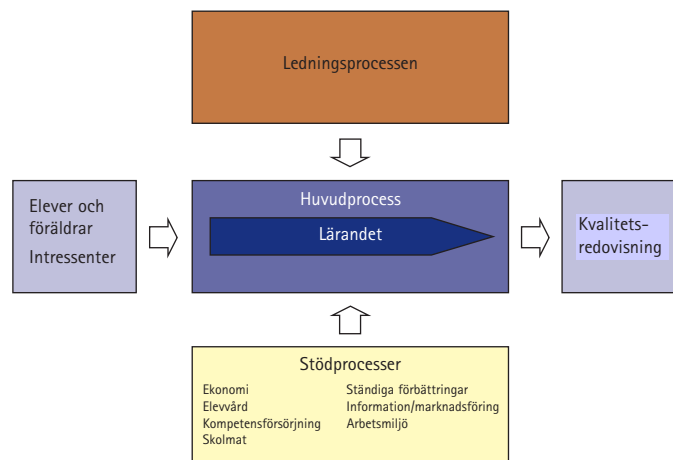 Ledningsprocessen
Elever och
föräldrar
Intressenter
Huvudprocess
Lärandet
Kvalitets-
redovisning
Stödprocesser
Ekonomi
Elevvård
Kompetensförsörjning
Skolmat
Ständiga förbättringar
Information/marknadsföring
Arbetsmiljö